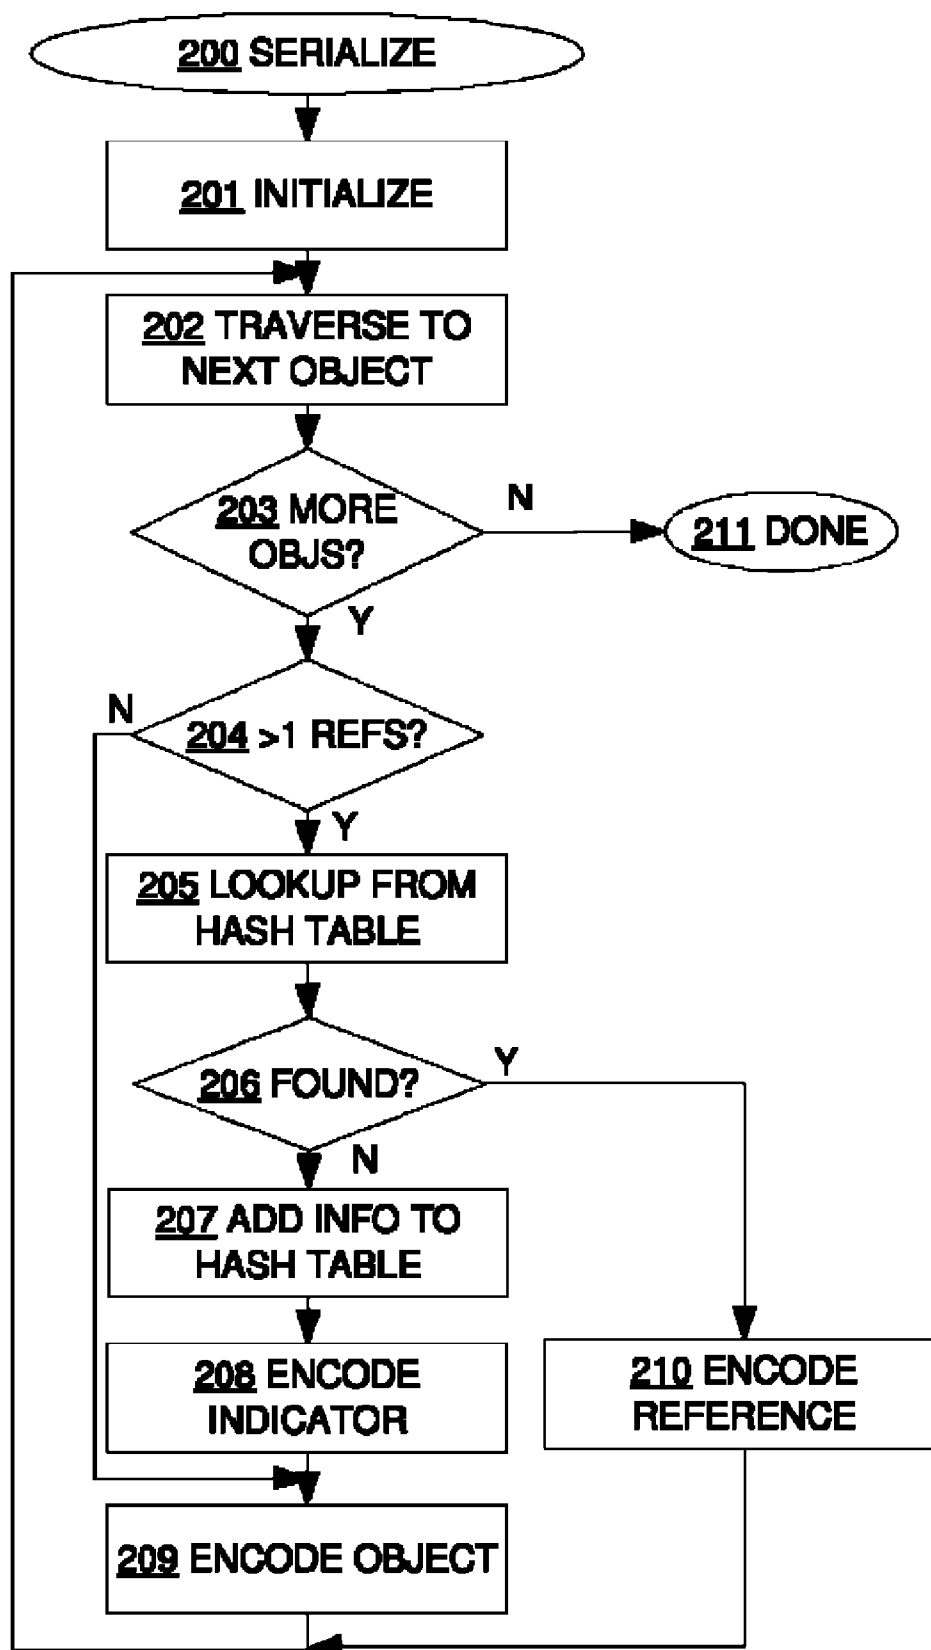 200 SERIALIZE
201 INITIALIZE
202 TRAVERSE TO
NEXT OBJECT
203 MORE
OBJS?
N
211 DONE
Y
N
204 >1 REFS?
Y
205 LOOKUP FROM
HASH TABLE
206 FOUND?
Y
N
207 ADD INFO TO
HASH TABLE
208 ENCODE
INDICATOR
210 ENCODE
REFERENCE
209 ENCODE OBJECT